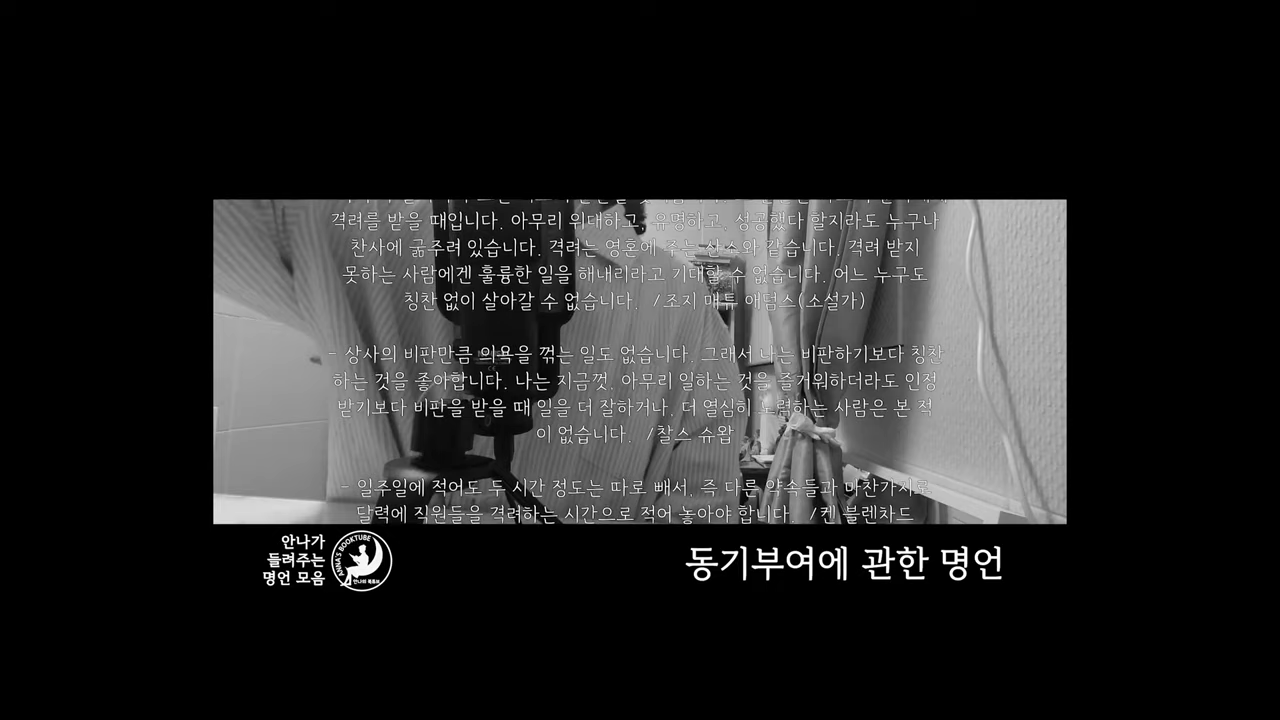 격려를 받을 때입니다. 아무리 위대하고, 유명하고, 성공했다 할지라도 누구나
찬사에 굶주려 있습니다. 격려는 영혼에 주는 산소와 같습니다. 격려 받지
못하는 사람에겐 훌륭한 일을 해내리라고 기대할 수 없습니다. 어느 누구도
칭찬 없이 살아갈 수 없습니다. /조지 매튜 애덤스(소설가)
- 상사의 비판만큼 의욕을 꺾는 일도 없습니다. 그래서 나는 비판하기보다 칭찬
하는 것을 좋아합니다. 나는 지금껏, 아무리 일하는 것을 즐거워하더라도 인정
받기보다 비판을 받을 때 일을 더 잘하거나, 더 열심히 노력하는 사람은 본 적
이 없습니다. /찰스 슈왑
- 일주일에 적어도 두 시간 정도는 따로 빼서, 즉 다른 약속들과 마찬가지로
달력에 직원들을 격려하는 시간으로 적어 놓아야 합니다. /켄 블렌차드
안나가
들려주는
명언 모음
ANNA'S BOOKTUBE
안나의 북튜브
동기부여에 관한 명언